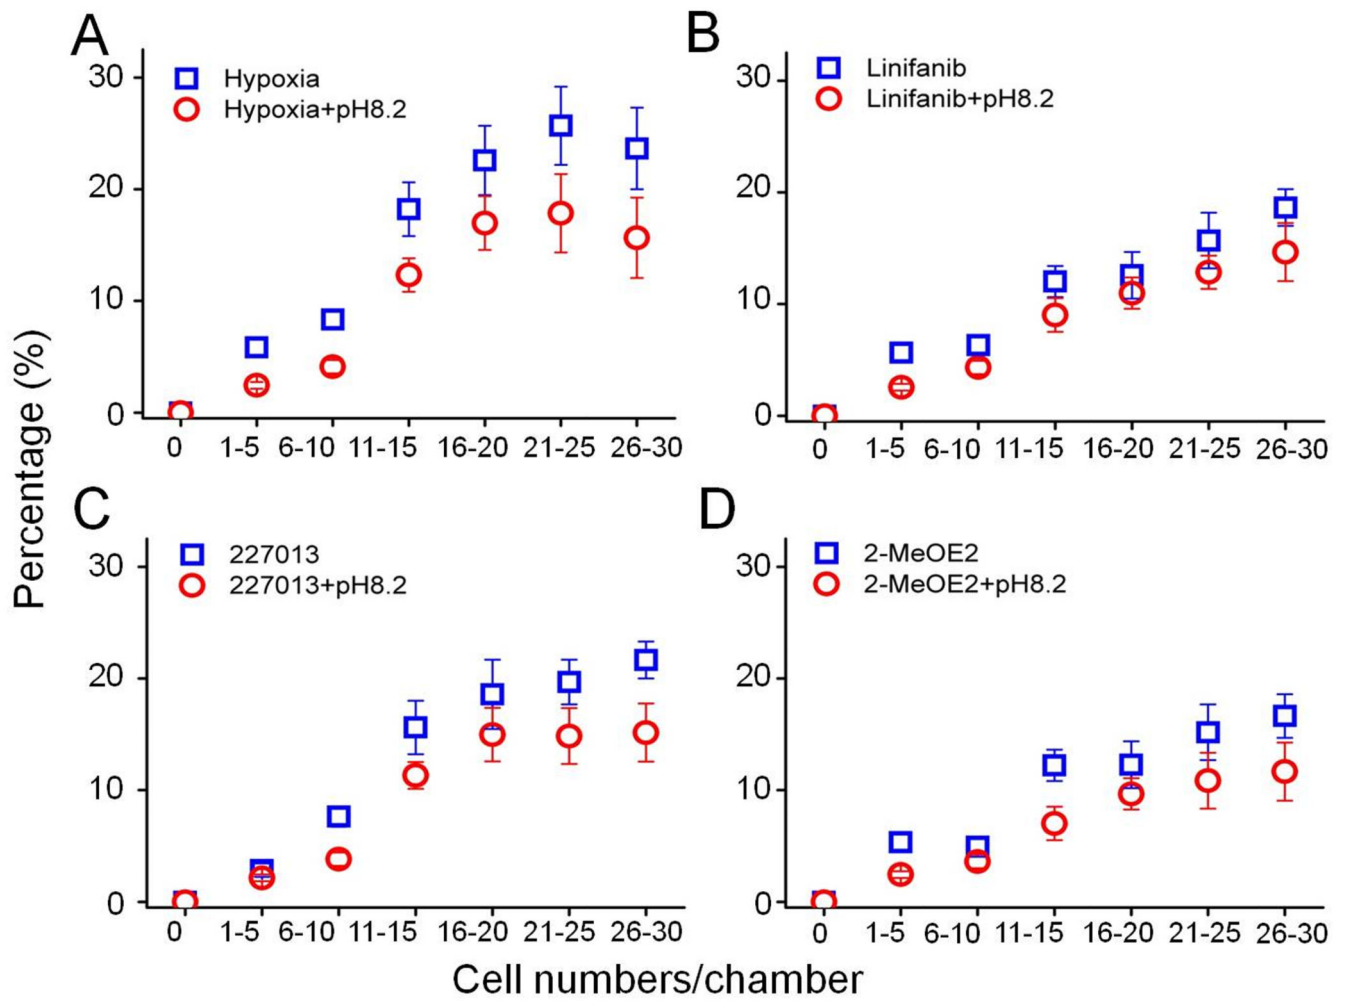 A
30
20
10
0
Hypoxia
Hypoxia+pH8.2
0 1-5 6-10 11-15 16-20 21-25 26-30
B
30
20
10
0
Linifanib
Linifanib+pH8.2
0 1-5 6-10 11-15 16-20 21-25 26-30
Percentage (%)
C
30
20
10
0
227013
227013+pH8.2
0 1-5 6-10 11-15 16-20 21-25 26-30
D
30
20
10
0
2-MeOE2
2-MeOE2+pH8.2
0 1-5 6-10 11-15 16-20 21-25 26-30
Cell numbers/chamber